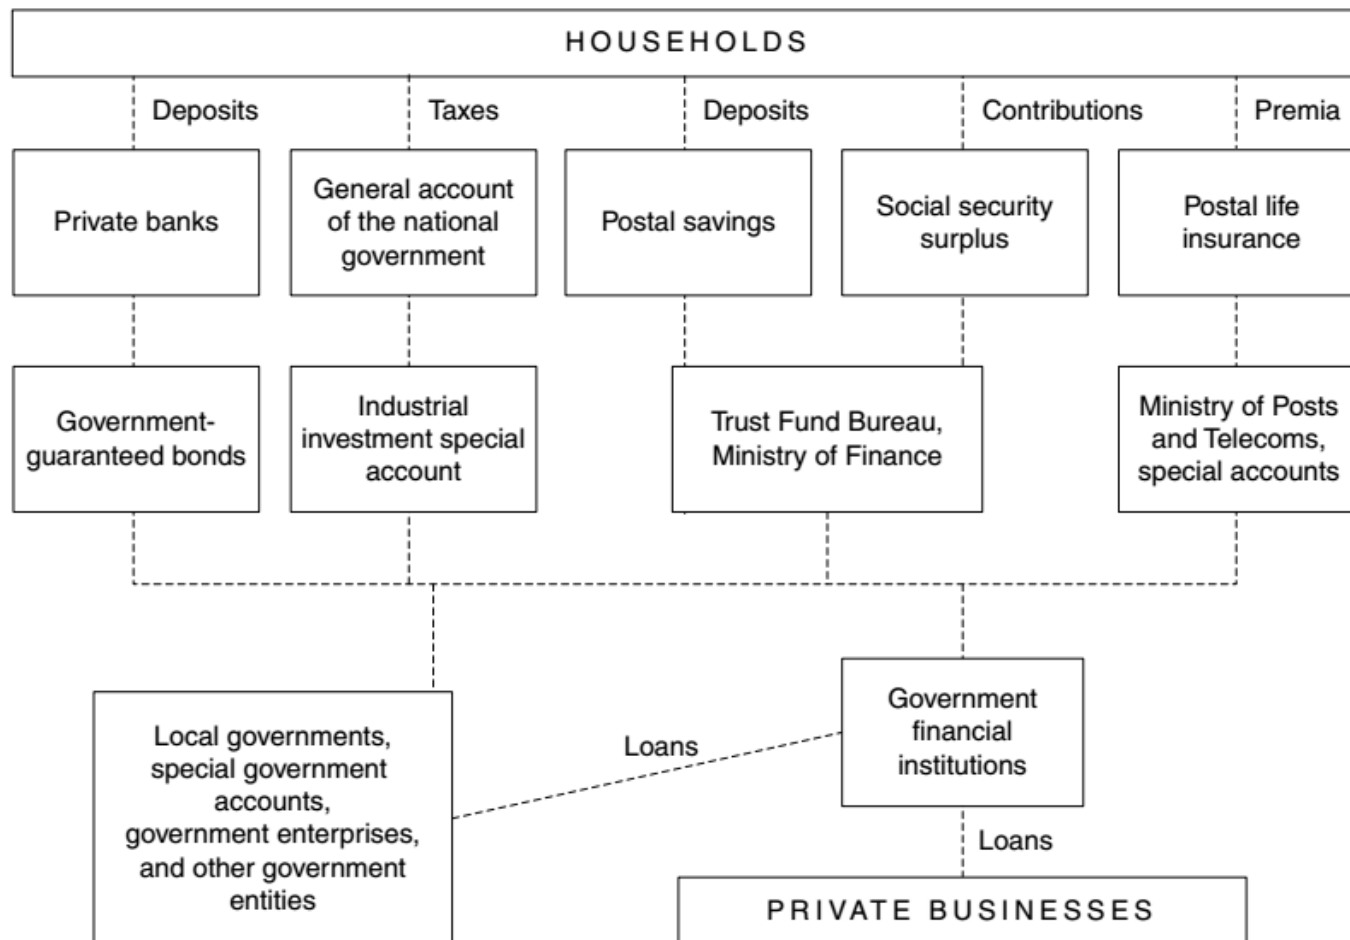 HOUSEHOLDS
Deposits
Taxes
Deposits
Contributions
Premia
Private banks
General account
of the national
government
Postal savings
Social security
surplus
Postal life
insurance
Government-
guaranteed bonds
Industrial
investment special
account
Trust Fund Bureau,
Ministry of Finance
Ministry of Posts
and Telecoms,
special accounts
Local governments,
special government
accounts,
government enterprises,
and other government
entities
Loans
Government
financial
institutions
Loans
PRIVATE BUSINESSES